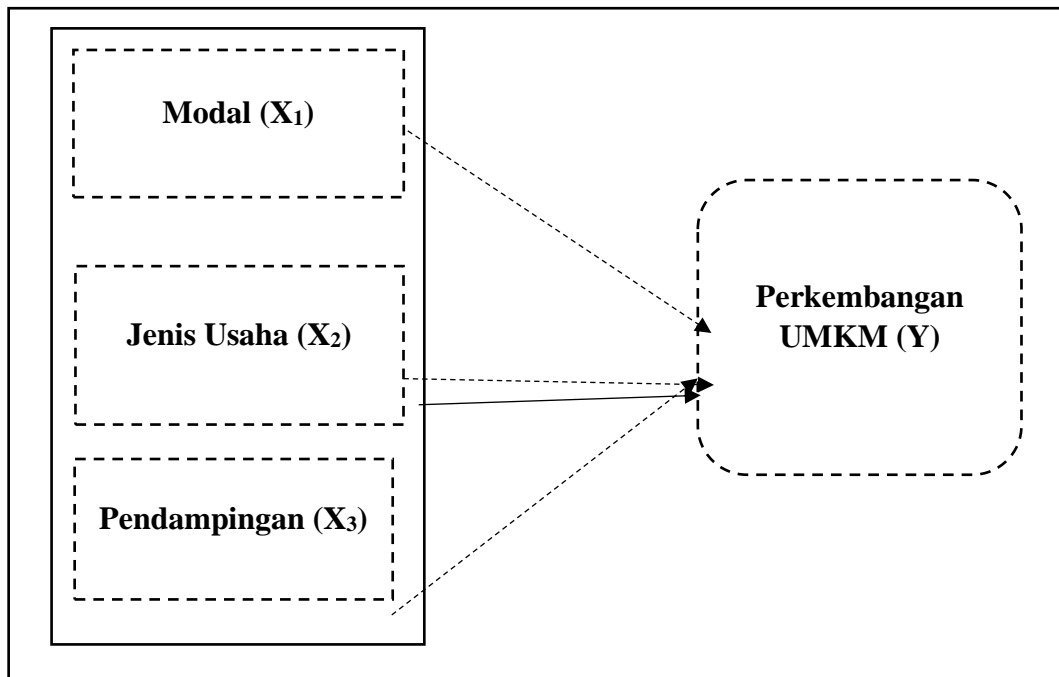 Modal (X₁)
Jenis Usaha (X₂)
Pendampingan (X₃)
Perkembangan
UMKM (Y)